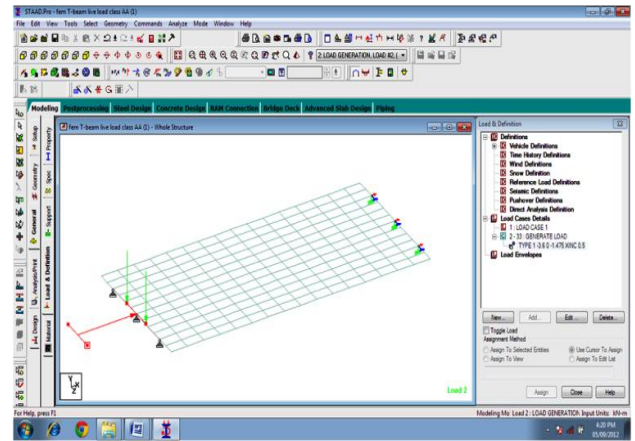 STAAD.Pro - fem T-beam live load class AA (1)
File Edit View Tools Select Geometry Commands Analyze Mode Window Help
2:LOAD GENERATION, LOAD #2, (
Modeling Postprocessing Steel Design Concrete Design RAM Connection Bridge Deck Advanced Slab Design Piping
fem T-beam live load class AA (1) - Whole Structure
Setup
Geometry
General
Analysis/Print
Design
Property
Spec
Support
Load & Definition
Material
Load 2
Load & Definition
Definitions
Vehicle Definitions
Time History Definitions
Wind Definitions
Snow Definition
Reference Load Definitions
Seismic Definitions
Pushover Definitions
Direct Analysis Definition
Load Cases Details
1 : LOAD CASE 1
2 - 33 : GENERATE LOAD
TYPE 1 -3.6 0 -1.475 XINC 0.5
Load Envelopes
New... Add... Edit... Delete...
Toggle Load
Assignment Method
Assign To Selected Entities Use Cursor To Assign
Assign To View Assign To Edit List
Assign Close Help
For Help, press F1
Modeling Mo Load 2 : LOAD GENERATION Input Units: kN-m
4:20 PM
05/09/2012